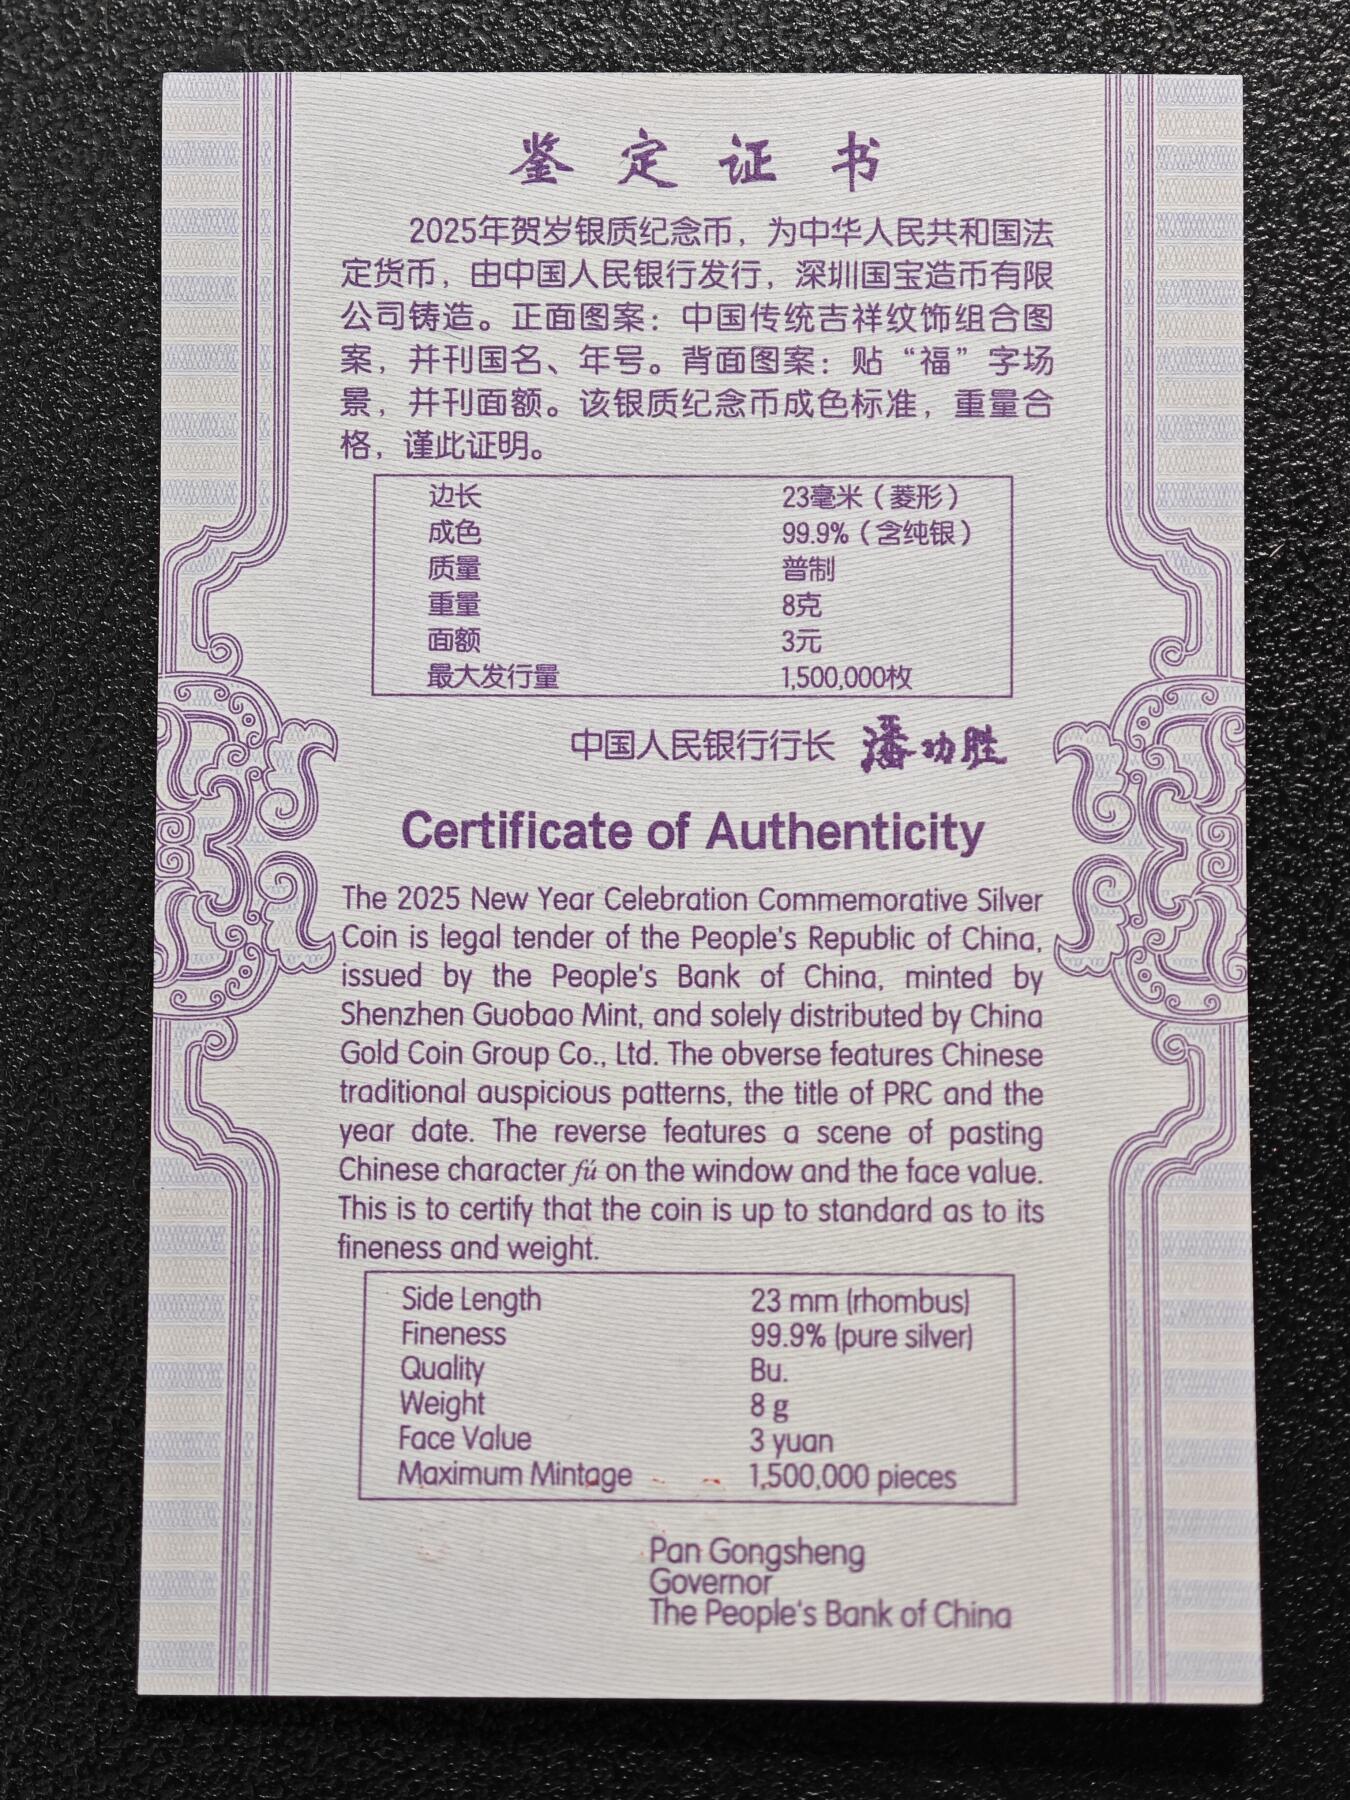 鉴定证书
2025年贺岁银质纪念币，为中华人民共和国法
定货币，由中国人民银行发行，深圳国宝造币有限
公司铸造。正面图案：中国传统吉祥纹饰组合图
案，并刊国名、年号。背面图案：贴“福”字场
景，并刊面额。该银质纪念币成色标准，重量合
格，谨此证明。
边长 23毫米（菱形）
成色 99.9%（含纯银）
质量 普制
重量 8克
面额 3元
最大发行量 1,500,000枚
中国人民银行行长 潘功胜
Certificate of Authenticity
The 2025 New Year Celebration Commemorative Silver
Coin is legal tender of the People's Republic of China,
issued by the People's Bank of China, minted by
Shenzhen Guobao Mint, and solely distributed by China
Gold Coin Group Co., Ltd. The obverse features Chinese
traditional auspicious patterns, the title of PRC and the
year date. The reverse features a scene of pasting
Chinese character fú on the window and the face value.
This is to certify that the coin is up to standard as to its
fineness and weight.
Side Length 23 mm (rhombus)
Fineness 99.9% (pure silver)
Quality Bu.
Weight 8 g
Face Value 3 yuan
Maximum Mintage 1,500,000 pieces
Pan Gongsheng
Governor
The People's Bank of China